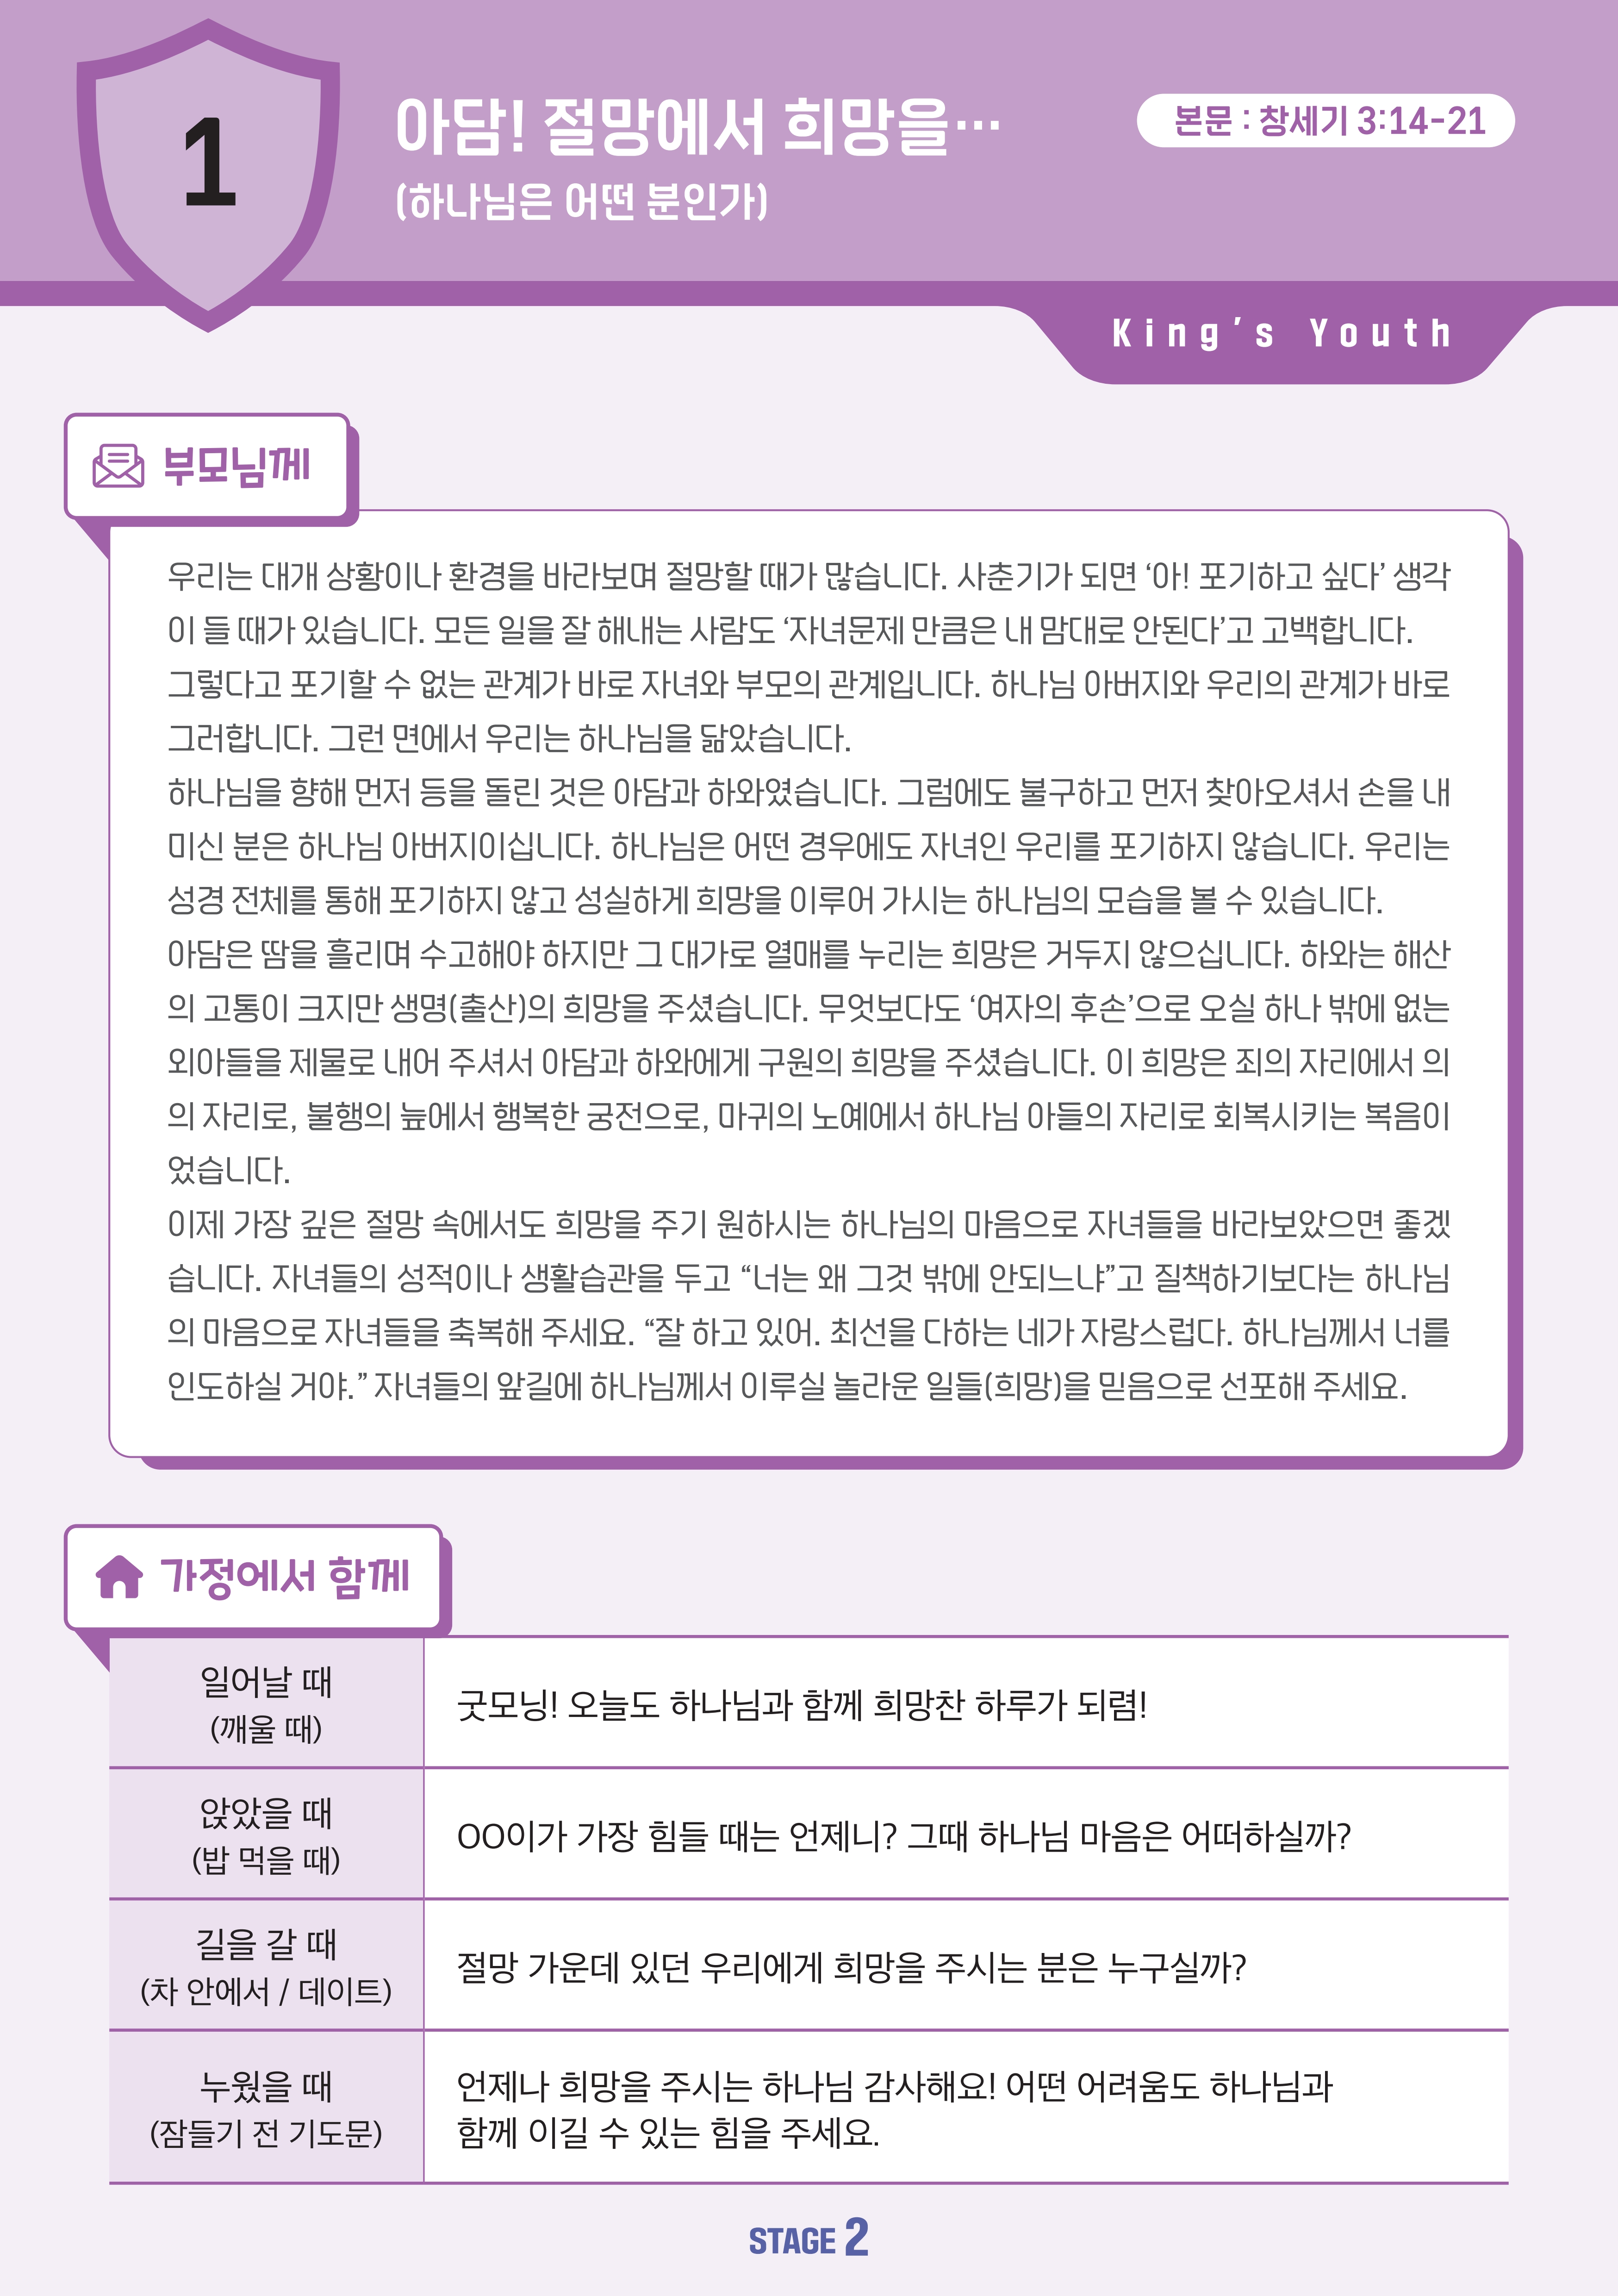 1
아담! 절망에서 희망을…
(하나님은 어떤 분인가)
본문 : 창세기 3:14-21
King's Youth
부모님께
우리는 대개 상황이나 환경을 바라보며 절망할 때가 많습니다. 사춘기가 되면 ‘아! 포기하고 싶다’ 생각
이 들 때가 있습니다. 모든 일을 잘 해내는 사람도 ‘자녀문제 만큼은 내 맘대로 안된다’고 고백합니다.
그렇다고 포기할 수 없는 관계가 바로 자녀와 부모의 관계입니다. 하나님 아버지와 우리의 관계가 바로
그러합니다. 그런 면에서 우리는 하나님을 닮았습니다.
하나님을 향해 먼저 등을 돌린 것은 아담과 하와였습니다. 그럼에도 불구하고 먼저 찾아오셔서 손을 내
미신 분은 하나님 아버지이십니다. 하나님은 어떤 경우에도 자녀인 우리를 포기하지 않습니다. 우리는
성경 전체를 통해 포기하지 않고 성실하게 희망을 이루어 가시는 하나님의 모습을 볼 수 있습니다.
아담은 땀을 흘리며 수고해야 하지만 그 대가로 열매를 누리는 희망은 거두지 않으십니다. 하와는 해산
의 고통이 크지만 생명(출산)의 희망을 주셨습니다. 무엇보다도 ‘여자의 후손’으로 오실 하나 밖에 없는
외아들을 제물로 내어 주셔서 아담과 하와에게 구원의 희망을 주셨습니다. 이 희망은 죄의 자리에서 의
의 자리로, 불행의 늪에서 행복한 궁전으로, 마귀의 노예에서 하나님 아들의 자리로 회복시키는 복음이
었습니다.
이제 가장 깊은 절망 속에서도 희망을 주기 원하시는 하나님의 마음으로 자녀들을 바라보았으면 좋겠
습니다. 자녀들의 성적이나 생활습관을 두고 “너는 왜 그것 밖에 안되느냐”고 질책하기보다는 하나님
의 마음으로 자녀들을 축복해 주세요. “잘 하고 있어. 최선을 다하는 네가 자랑스럽다. 하나님께서 너를
인도하실 거야.” 자녀들의 앞길에 하나님께서 이루실 놀라운 일들(희망)을 믿음으로 선포해 주세요.
가정에서 함께
일어날 때
(깨울 때)
굿모닝! 오늘도 하나님과 함께 희망찬 하루가 되렴!
앉았을 때
(밥 먹을 때)
OO이가 가장 힘들 때는 언제니? 그때 하나님 마음은 어떠하실까?
길을 갈 때
(차 안에서 / 데이트)
절망 가운데 있던 우리에게 희망을 주시는 분은 누구실까?
누웠을 때
(잠들기 전 기도문)
언제나 희망을 주시는 하나님 감사해요! 어떤 어려움도 하나님과
함께 이길 수 있는 힘을 주세요.
STAGE 2